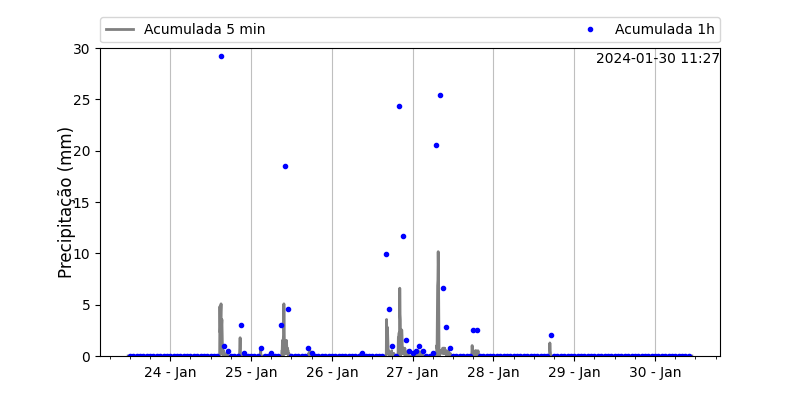 Acumulada 5 min
Acumulada 1h
2024-01-30 11:27
Precipitação (mm)
30
25
20
15
10
5
0
24 - Jan
25 - Jan
26 - Jan
27 - Jan
28 - Jan
29 - Jan
30 - Jan